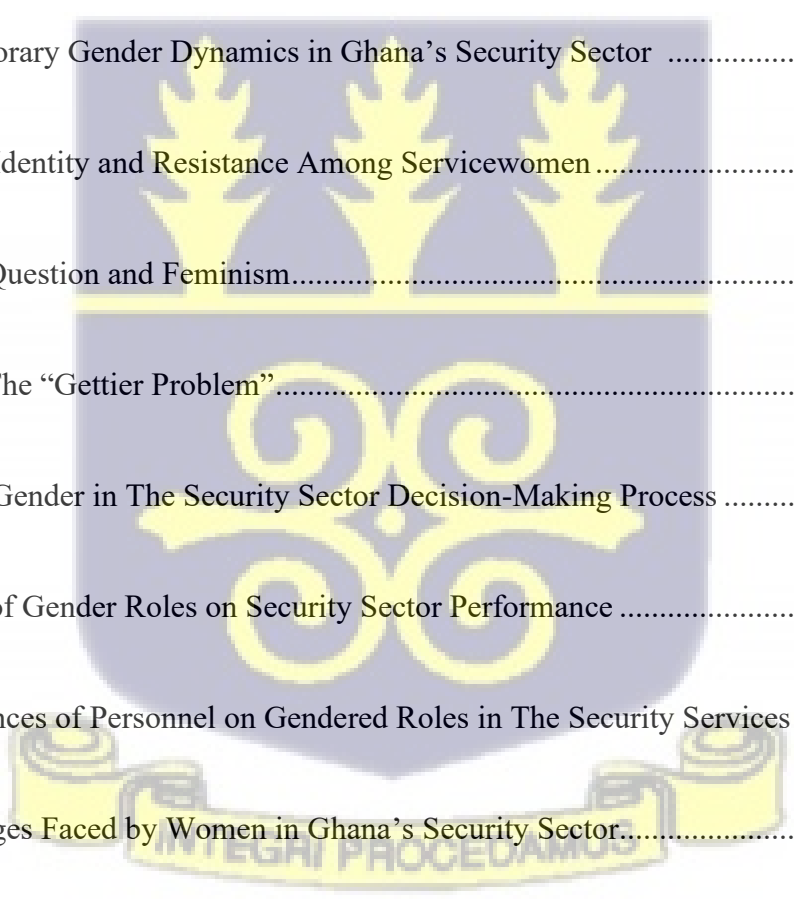 orary Gender Dynamics in Ghana’s Security Sector ..............
dentity and Resistance Among Servicewomen ........................
Question and Feminism...............................................................
The “Gettier Problem”.................................................................
Gender in The Security Sector Decision-Making Process .........
of Gender Roles on Security Sector Performance ......................
nces of Personnel on Gendered Roles in The Security Services
ges Faced by Women in Ghana’s Security Sector......................
INTEGRI PROCEDAMUS